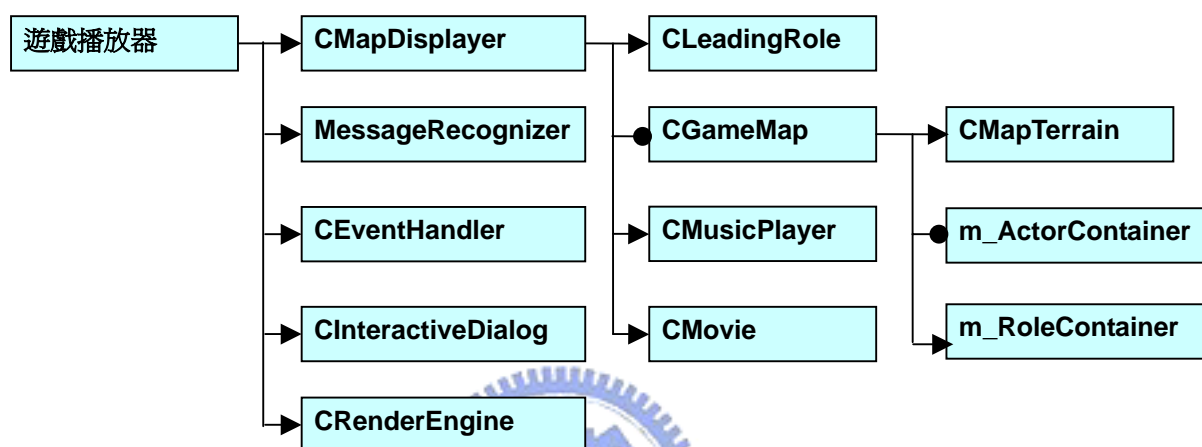 遊戲播放器
CMapDisplayer
CLeadingRole
MessageRecognizer
CGameMap
CMapTerrain
CEventHandler
CMusicPlayer
m_ActorContainer
CInteractiveDialog
CMovie
m_RoleContainer
CRenderEngine